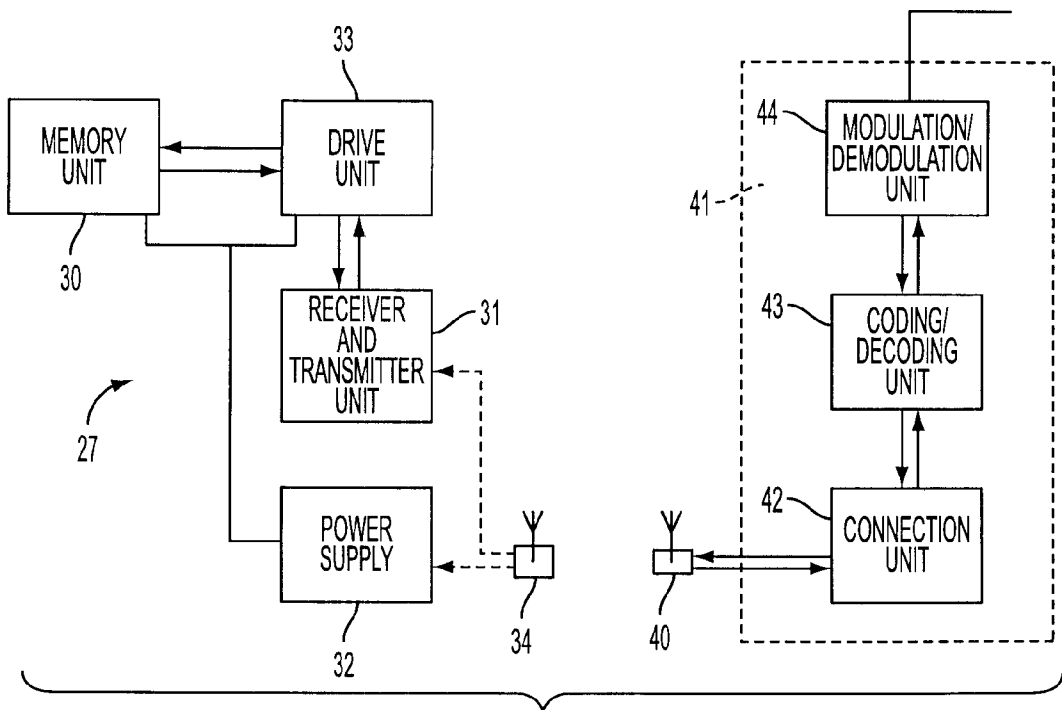 33
MEMORY
UNIT
DRIVE
UNIT
30
RECEIVER
AND
TRANSMITTER
UNIT
31
27
POWER
SUPPLY
32
34
40
41
44
MODULATION/
DEMODULATION
UNIT
43
CODING/
DECODING
UNIT
42
CONNECTION
UNIT